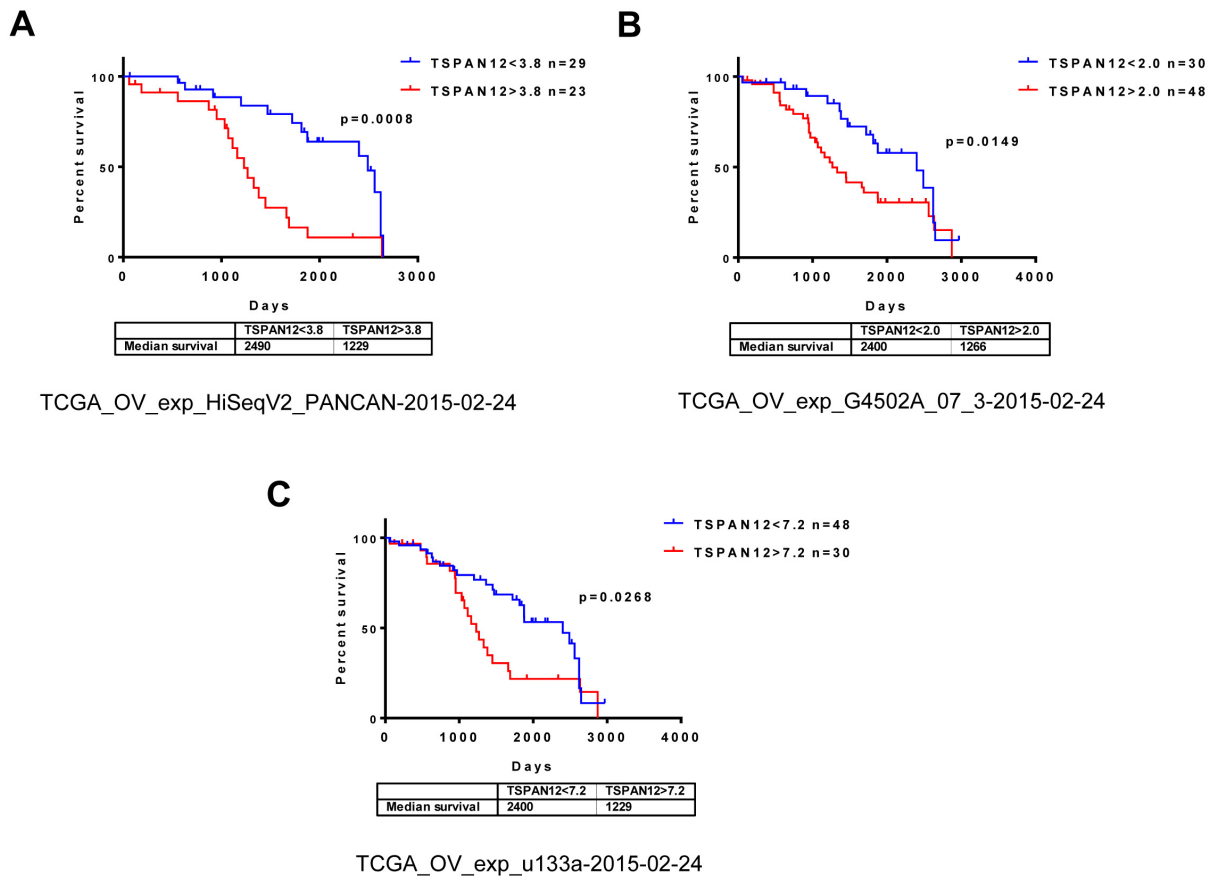 A
TSPAN12<3.8 n=29
TSPAN12>3.8 n=23
p=0.0008
Percent survival
100
50
0
0 1000 2000 3000
Days
TSPAN12<3.8 TSPAN12>3.8
Median survival 2490 1229
TCGA_OV_exp_HiSeqV2_PANCAN-2015-02-24
B
TSPAN12<2.0 n=30
TSPAN12>2.0 n=48
p=0.0149
Percent survival
100
50
0
0 1000 2000 3000 4000
Days
TSPAN12<2.0 TSPAN12>2.0
Median survival 2400 1266
TCGA_OV_exp_G4502A_07_3-2015-02-24
C
TSPAN12<7.2 n=48
TSPAN12>7.2 n=30
p=0.0268
Percent survival
100
50
0
0 1000 2000 3000 4000
Days
TSPAN12<7.2 TSPAN12>7.2
Median survival 2400 1229
TCGA_OV_exp_u133a-2015-02-24